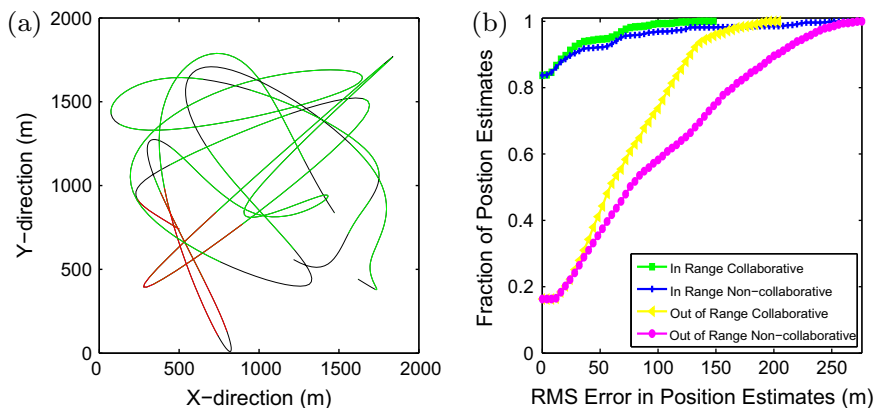 (a)
2000
1500
1000
500
0
Y-direction (m)
0 500 1000 1500 2000
X-direction (m)
(b)
1
0.8
0.6
0.4
0.2
0
Fraction of Postion Estimates
In Range Collaborative
In Range Non-collaborative
Out of Range Collaborative
Out of Range Non-collaborative
0 50 100 150 200 250
RMS Error in Position Estimates (m)